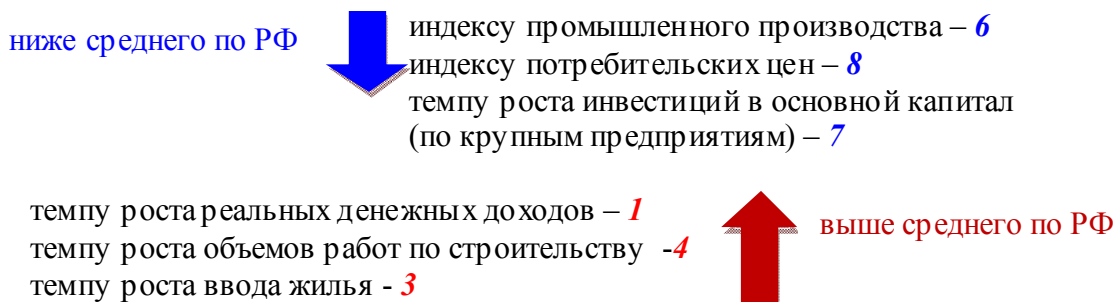 ниже среднего по РФ
индексу промышленного производства – 6
индексу потребительских цен – 8
темпу роста инвестиций в основной капитал
(по крупным предприятиям) – 7
темпу роста реальных денежных доходов – 1
темпу роста объемов работ по строительству -4
темпу роста ввода жилья - 3
выше среднего по РФ